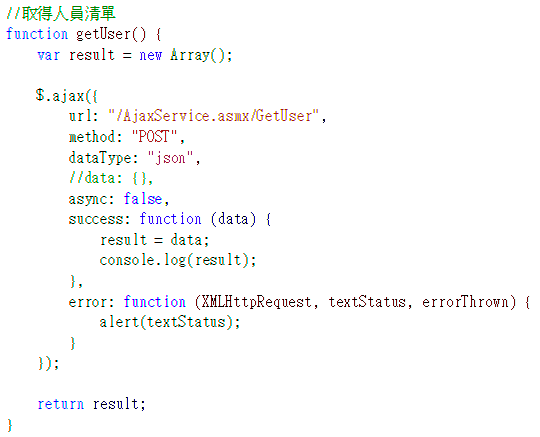 //取得人員清單
function getUser() {
    var result = new Array();

    $.ajax({
        url: "/AjaxService.asmx/GetUser",
        method: "POST",
        dataType: "json",
        //data: {},
        async: false,
        success: function (data) {
            result = data;
            console.log(result);
        },
        error: function (XMLHttpRequest, textStatus, errorThrown) {
            alert(textStatus);
        }
    });

    return result;
}